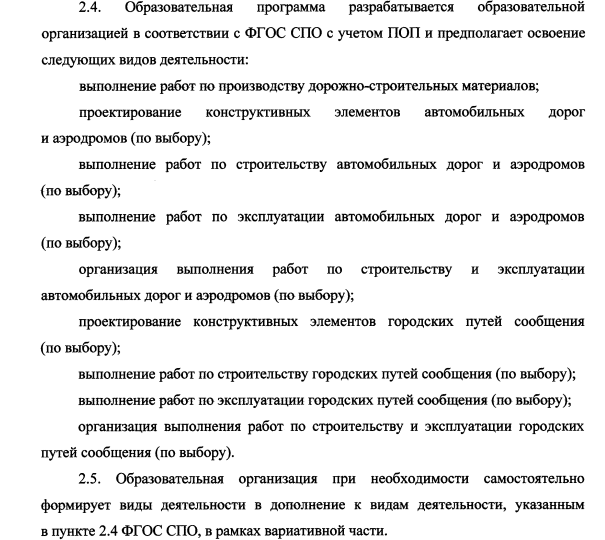 2.4. Образовательная программа разрабатывается образовательной
организацией в соответствии с ФГОС СПО с учетом ПОП и предполагает освоение
следующих видов деятельности:
выполнение работ по производству дорожно-строительных материалов;
проектирование конструктивных элементов автомобильных дорог
и аэродромов (по выбору);
выполнение работ по строительству автомобильных дорог и аэродромов
(по выбору);
выполнение работ по эксплуатации автомобильных дорог и аэродромов
(по выбору);
организация выполнения работ по строительству и эксплуатации
автомобильных дорог и аэродромов (по выбору);
проектирование конструктивных элементов городских путей сообщения
(по выбору);
выполнение работ по строительству городских путей сообщения (по выбору);
выполнение работ по эксплуатации городских путей сообщения (по выбору);
организация выполнения работ по строительству и эксплуатации городских
путей сообщения (по выбору).
2.5. Образовательная организация при необходимости самостоятельно
формирует виды деятельности в дополнение к видам деятельности, указанным
в пункте 2.4 ФГОС СПО, в рамках вариативной части.